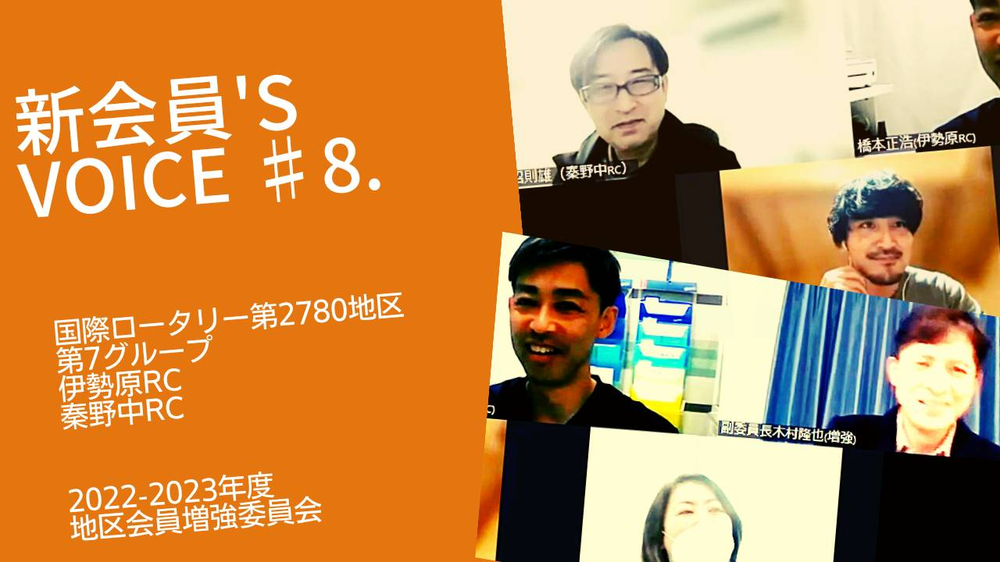 新会員'S
VOICE ♯8.
国際ロータリー第2780地区
第7グループ
伊勢原RC
秦野中RC
2022-2023年度
地区会員増強委員会
則雄（秦野中RC）
橋本正浩(伊勢原RC)
C)
副委員長木村隆也(増強)